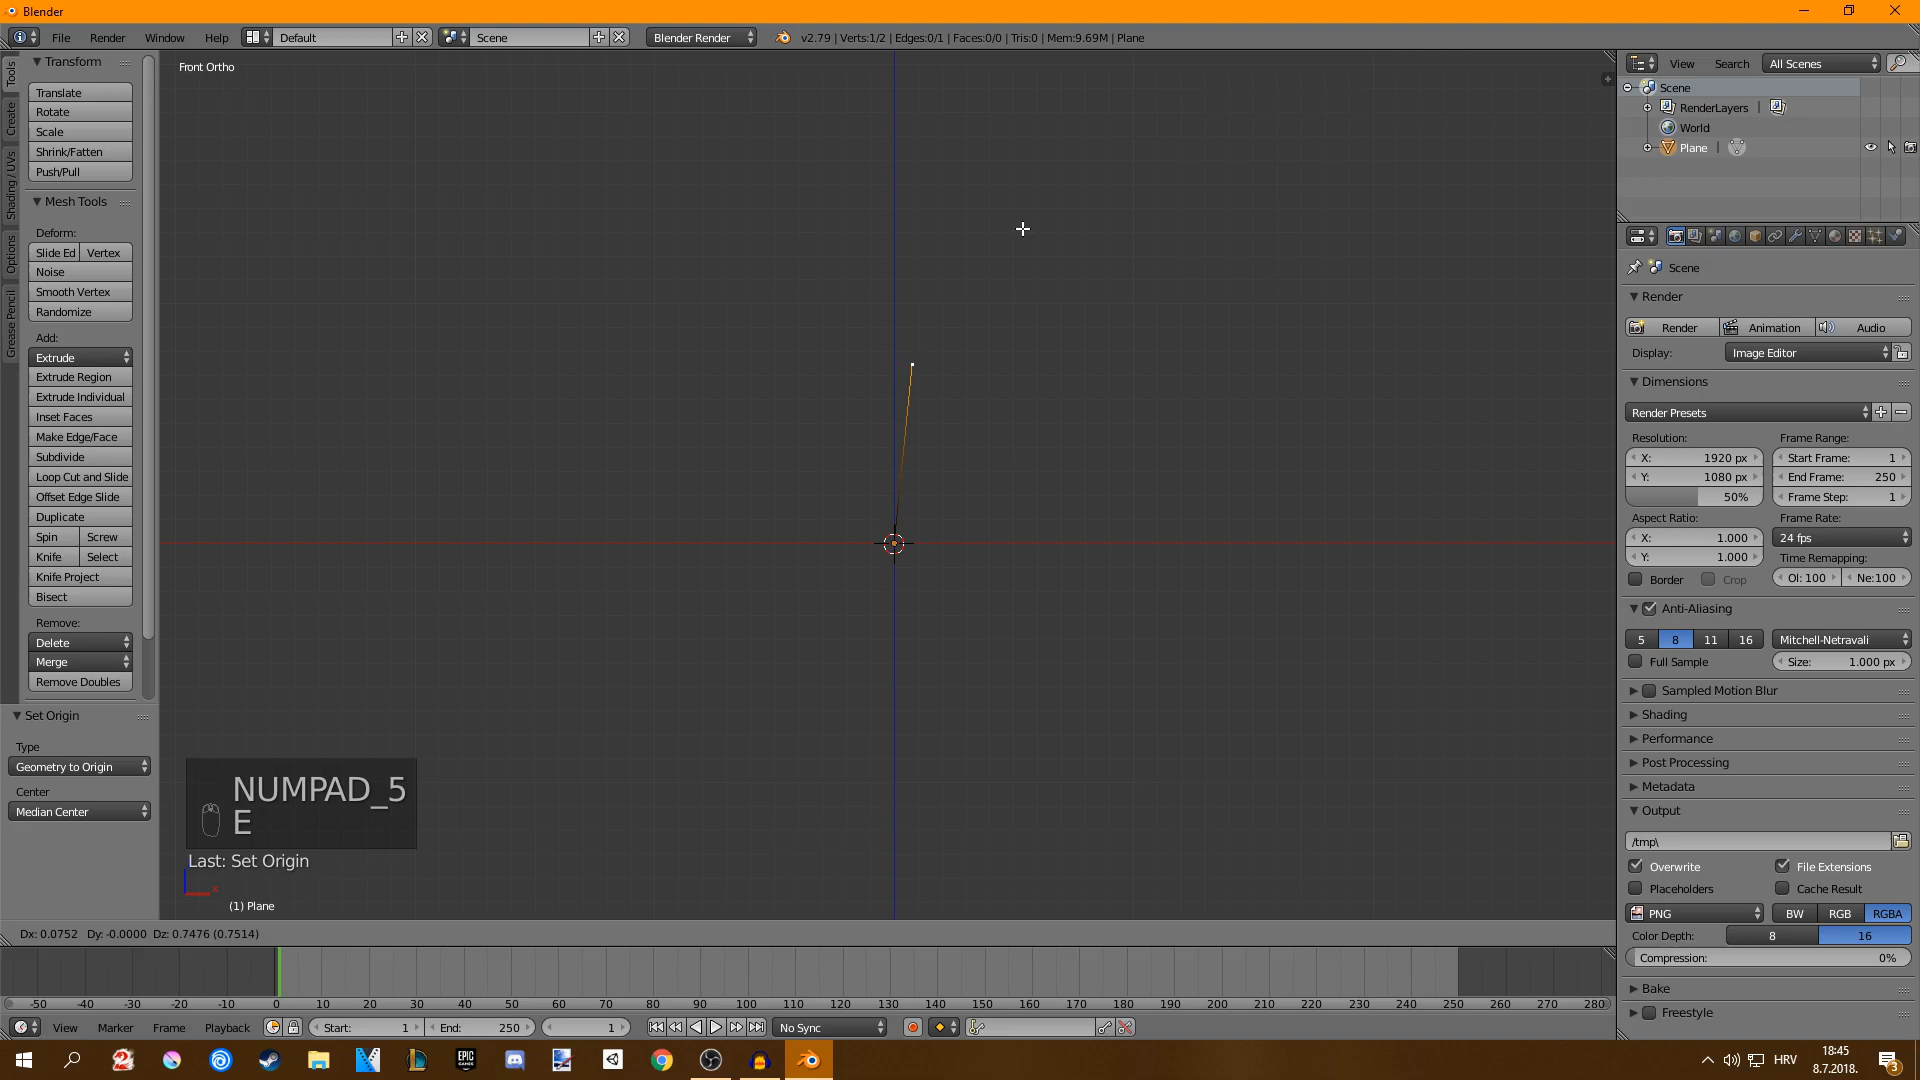 Blender
File Render Window Help Default Scene Blender Render v2.79 | Verts:1/2 | Edges:0/1 | Faces:0/0 | Tris:0 | Mem:9.69M | Plane
Tools
Create
Shading / UVs
Options
Grease Pencil
Transform
Translate
Rotate
Scale
Shrink/Fatten
Push/Pull
Mesh Tools
Deform:
Slide Ed Vertex
Noise
Smooth Vertex
Randomize
Add:
Extrude
Extrude Region
Extrude Individual
Inset Faces
Make Edge/Face
Subdivide
Loop Cut and Slide
Offset Edge Slide
Duplicate
Spin Screw
Knife Select
Knife Project
Bisect
Remove:
Delete
Merge
Remove Doubles
Set Origin
Type
Geometry to Origin
Center
Median Center
Front Ortho
NUMPAD_5
E
Last: Set Origin
x
(1) Plane
Dx: 0.0752 Dy: -0.0000 Dz: 0.7476 (0.7514)
View Search All Scenes
Scene
RenderLayers |
World
Plane |
Scene
Render
Render Animation Audio
Display: Image Editor
Dimensions
Render Presets
Resolution: Frame Range:
X: 1920 px Start Frame: 1
Y: 1080 px End Frame: 250
50% Frame Step: 1
Aspect Ratio: Frame Rate:
X: 1.000 24 fps
Y: 1.000 Time Remapping:
Border Crop Ol: 100 Ne:100
Anti-Aliasing
5 8 11 16 Mitchell-Netravali
Full Sample Size: 1.000 px
Sampled Motion Blur
Shading
Performance
Post Processing
Metadata
Output
/tmp\
Overwrite File Extensions
Placeholders Cache Result
PNG BW RGB RGBA
Color Depth: 8 16
Compression: 0%
Bake
Freestyle
-50 -40 -30 -20 -10 0 10 20 30 40 50 60 70 80 90 100 110 120 130 140 150 160 170 180 190 200 210 220 230 240 250 260 270 280
View Marker Frame Playback Start: 1 End: 250 1 No Sync
EPIC GAMES
HRV
18:45
8.7.2018.
3